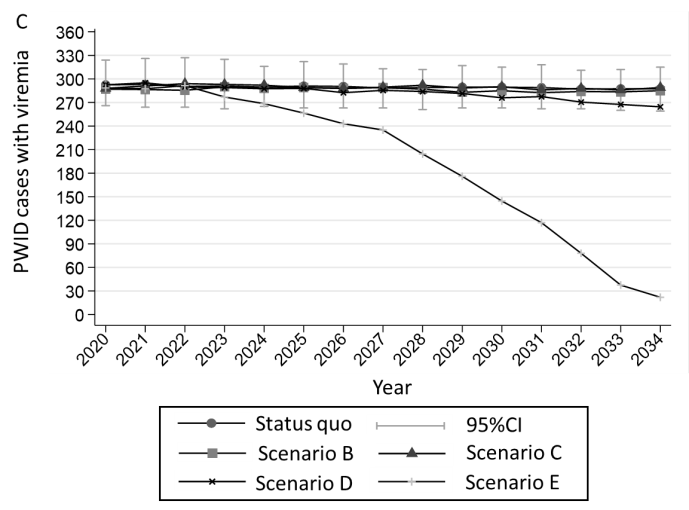 C
PWID cases with viremia
360
330
300
270
240
210
180
150
120
90
60
30
0
2020 2021 2022 2023 2024 2025 2026 2027 2028 2029 2030 2031 2032 2033 2034
Year
Status quo 95%CI
Scenario B Scenario C
Scenario D Scenario E